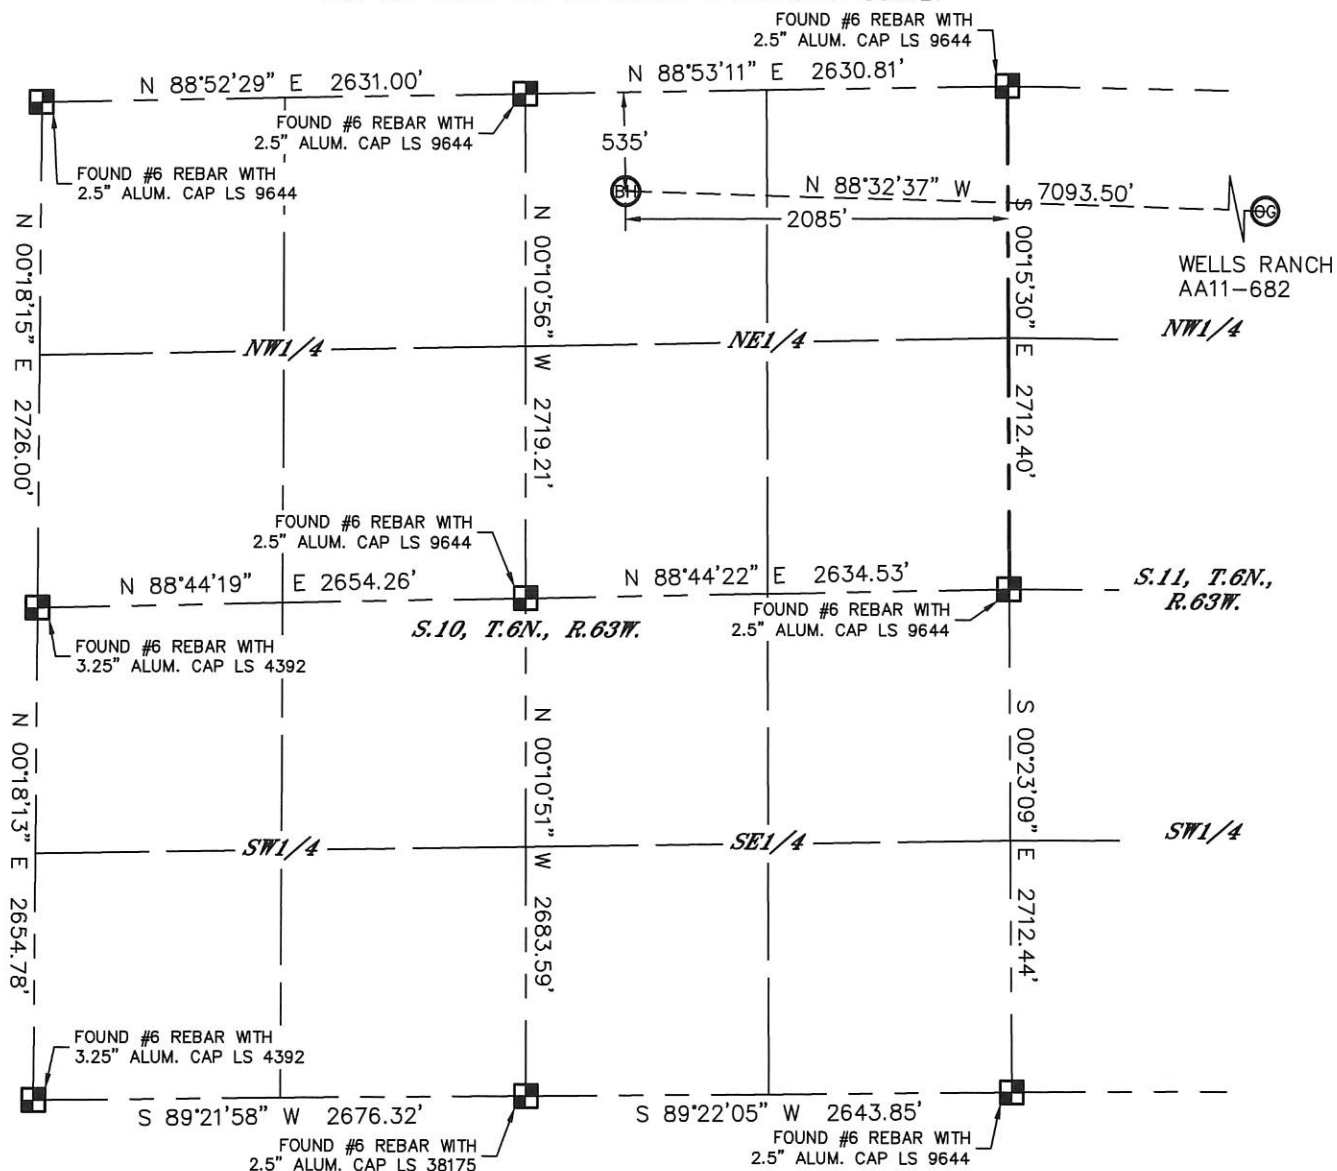 FOUND #6 REBAR WITH
2.5" ALUM. CAP LS 9644
N 88°52'29" E 2631.00'
N 88°53'11" E 2630.81'
FOUND #6 REBAR WITH
2.5" ALUM. CAP LS 9644
535'
FOUND #6 REBAR WITH
2.5" ALUM. CAP LS 9644
BH
N 88°32'37" W 7093.50'
OG
2085'
WELLS RANCH
AA11-682
N 00°18'15" E 2726.00'
N 00°10'56" W 2719.21'
S 00°15'30" E 2712.40'
NW1/4
NE1/4
NW1/4
FOUND #6 REBAR WITH
2.5" ALUM. CAP LS 9644
N 88°44'19" E 2654.26'
N 88°44'22" E 2634.53'
S.11, T.6N.,
R.63W.
FOUND #6 REBAR WITH
2.5" ALUM. CAP LS 9644
S.10, T.6N., R.63W.
FOUND #6 REBAR WITH
3.25" ALUM. CAP LS 4392
N 00°18'13" E 2654.78'
N 00°10'51" W 2683.59'
S 00°23'09" E 2712.44'
SW1/4
SE1/4
SW1/4
FOUND #6 REBAR WITH
3.25" ALUM. CAP LS 4392
S 89°21'58" W 2676.32'
S 89°22'05" W 2643.85'
FOUND #6 REBAR WITH
2.5" ALUM. CAP LS 38175
FOUND #6 REBAR WITH
2.5" ALUM. CAP LS 9644